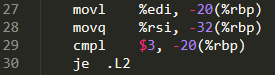 27 movl %edi, -20(%rbp)
28 movq %rsi, -32(%rbp)
29 cmpl $3, -20(%rbp)
30 je .L2